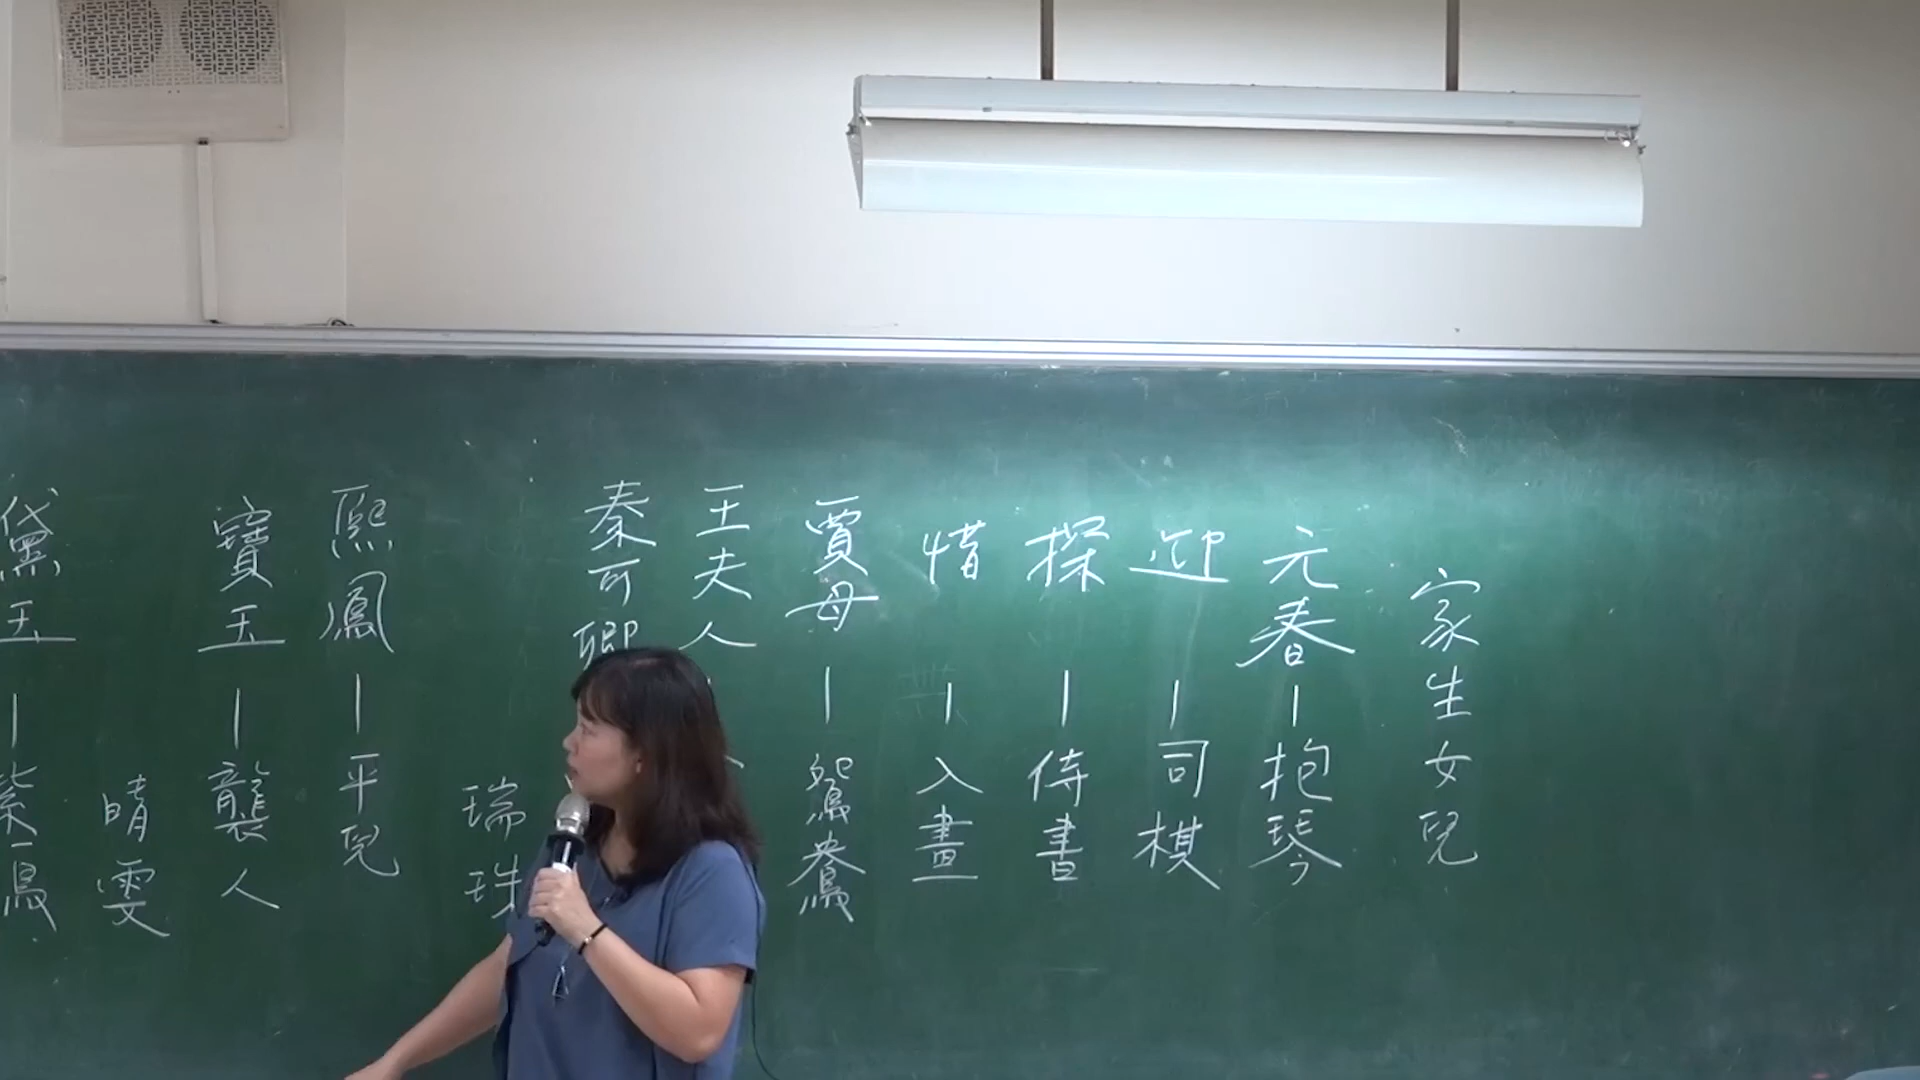 家生女兒
元春—抱琴
迎—司棋
探—侍書
惜—入畫
賈母—鴛鴦
王夫人
秦可卿
瑞珠
熙鳳—平兒
寶玉—襲人
晴雯
黛玉—紫鵑